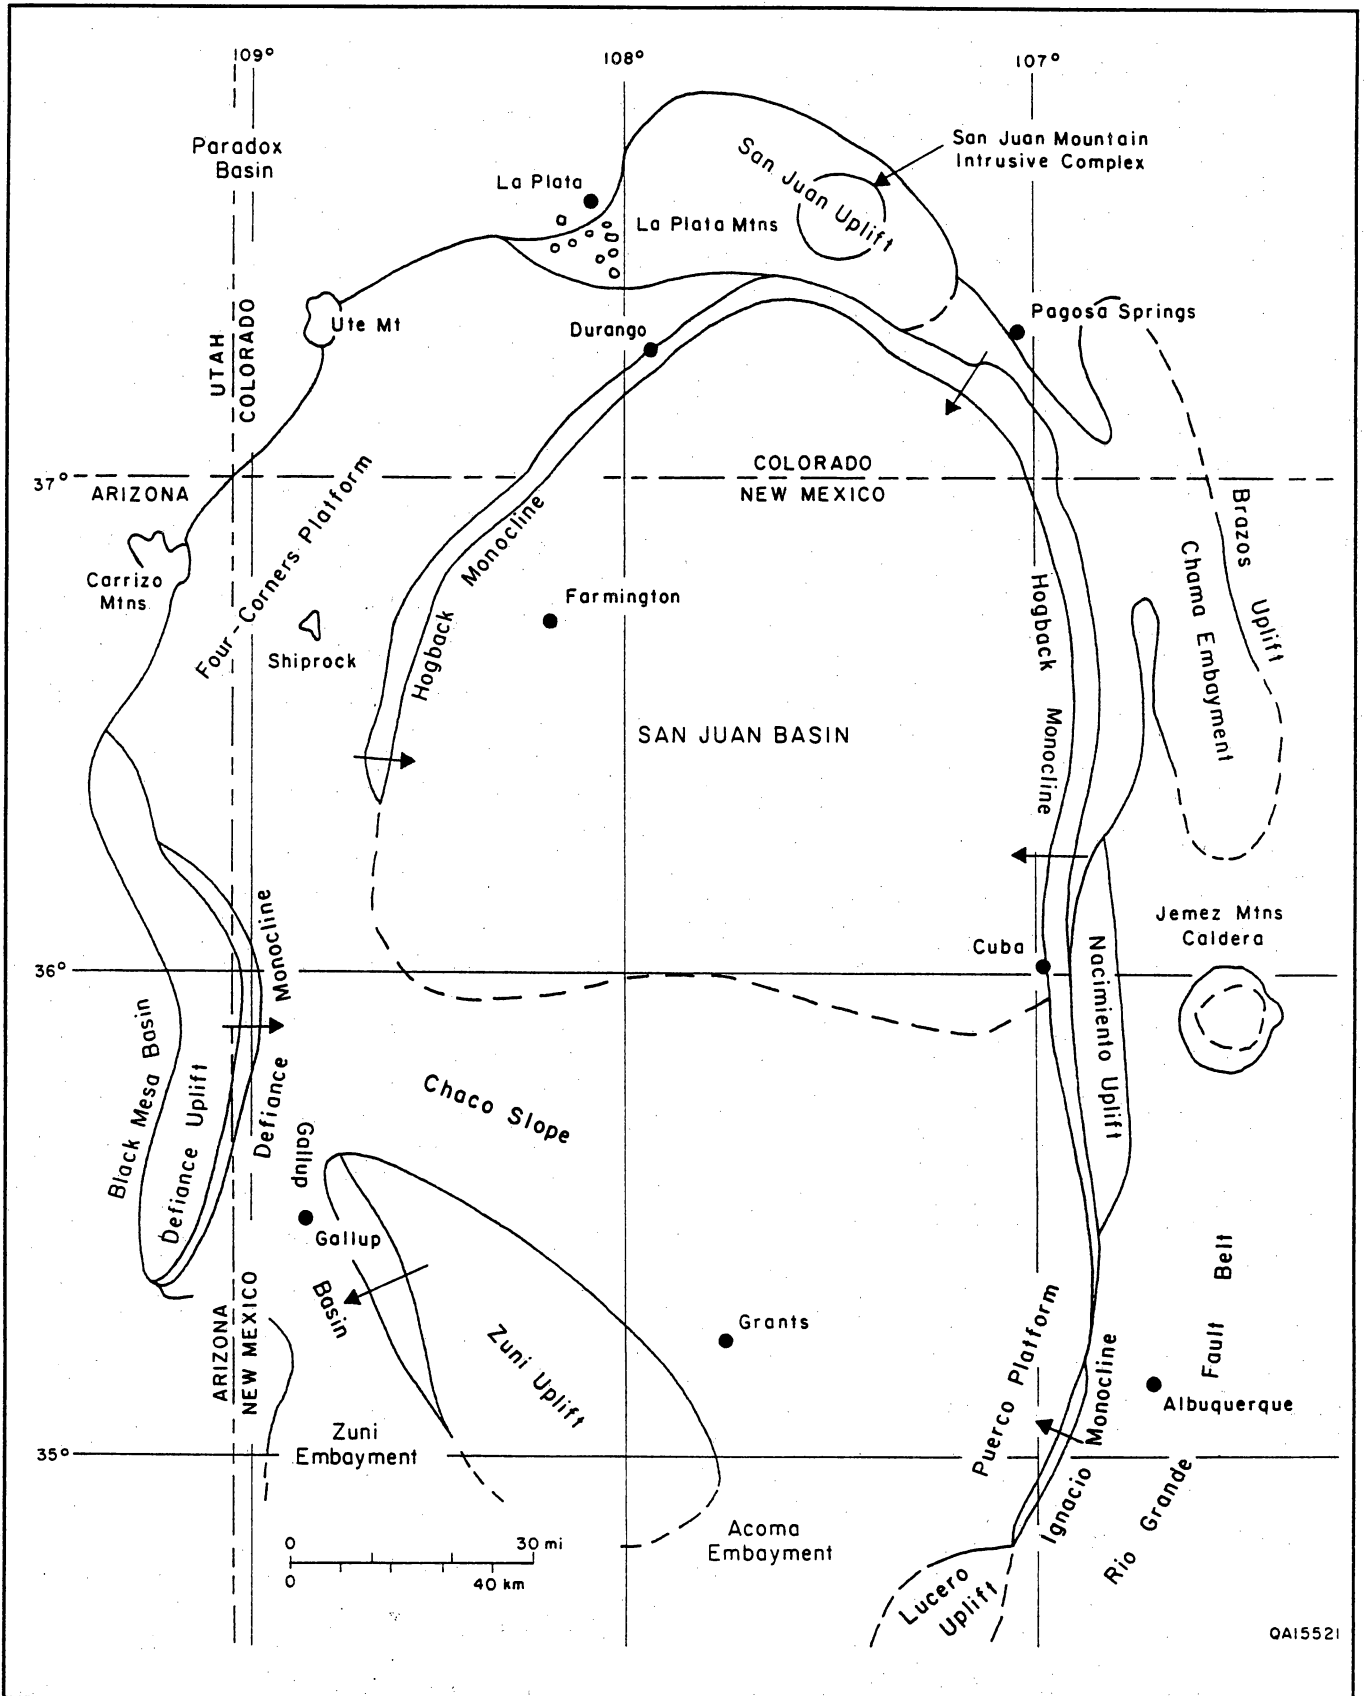 109°
108°
107°
Paradox
Basin
San Juan Mountain
Intrusive Complex
San Juan Uplift
La Plata
La Plata Mtns
UTAH
COLORADO
Ute Mt
Durango
Pagosa Springs
37°
ARIZONA
COLORADO
NEW MEXICO
Four-Corners Platform
Hogback Monocline
Hogback Monocline
Brazos Uplift
Chama Embayment
Carrizo
Mtns
Shiprock
Farmington
SAN JUAN BASIN
Jemez Mtns
Caldera
Cuba
36°
Nacimiento Uplift
Black Mesa Basin
Defiance Uplift
Defiance Monocline
Chaco Slope
Gallup
Basin
Gallup
ARIZONA
NEW MEXICO
Zuni Uplift
Grants
Puerco Platform
Ignacio Monocline
Albuquerque
Rio Grande Fault Belt
35°
Zuni
Embayment
Acoma
Embayment
Lucero
Uplift
0
30 mi
0
40 km
QA15521